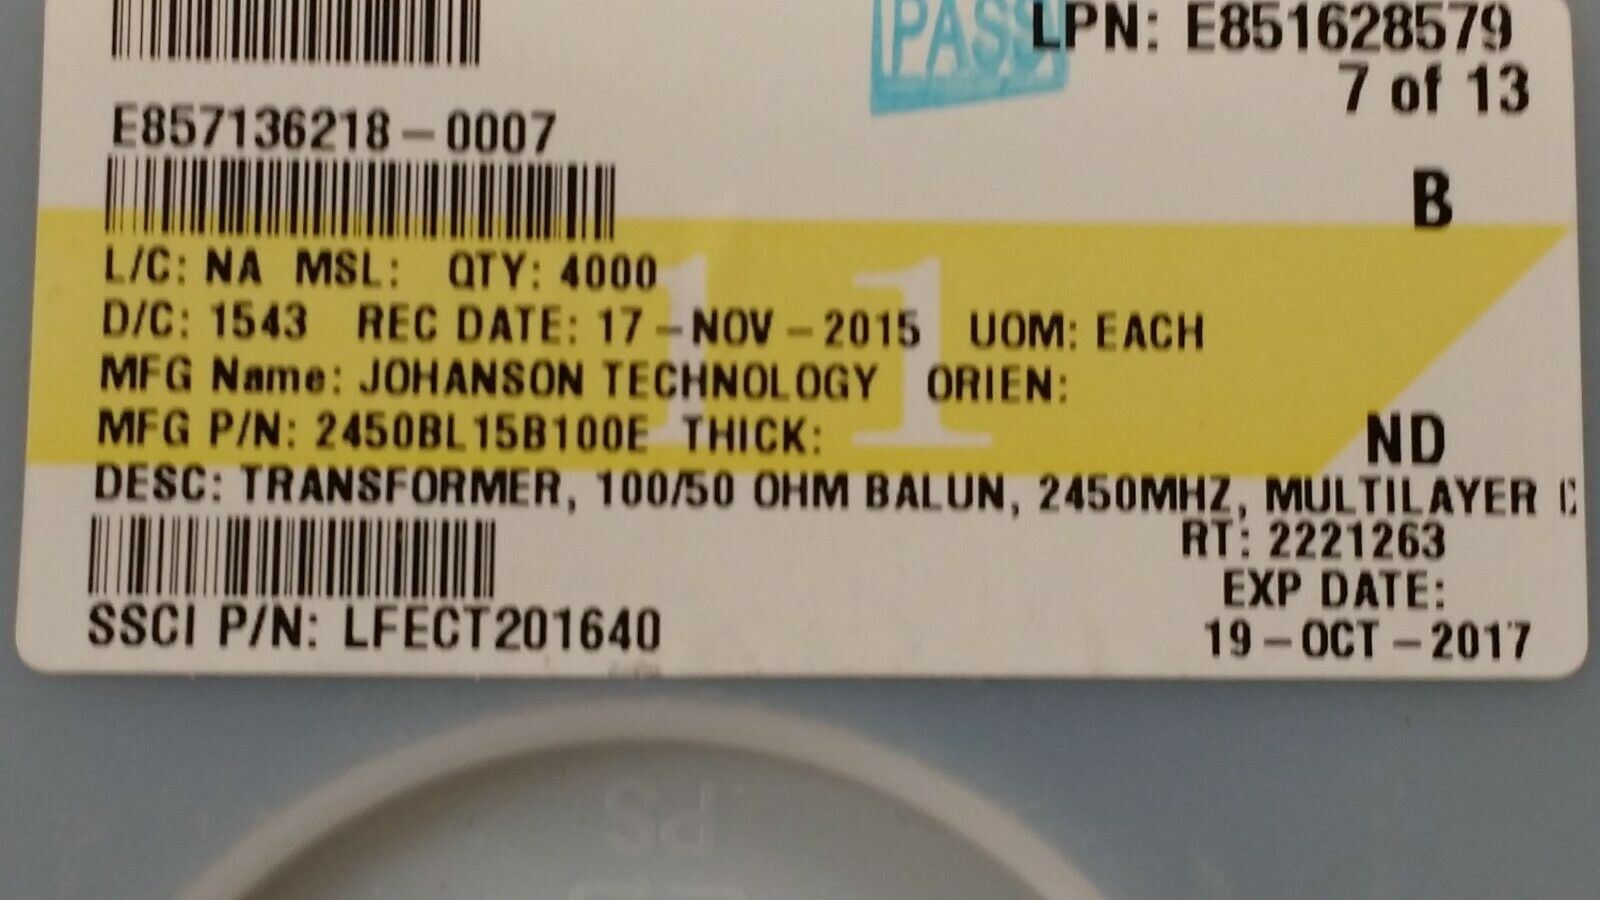 PASS
LPN: E851628579
7 of 13
E857136218-0007
B
L/C: NA MSL: QTY: 4000
D/C: 1543 REC DATE: 17-NOV-2015 UOM: EACH
MFG Name: JOHANSON TECHNOLOGY ORIEN:
MFG P/N: 2450BL15B100E THICK:
11
ND
DESC: TRANSFORMER, 100/50 OHM BALUN, 2450MHZ, MULTILAYER
RT: 2221263
EXP DATE:
SSCI P/N: LFECT201640
19-OCT-2017
PS